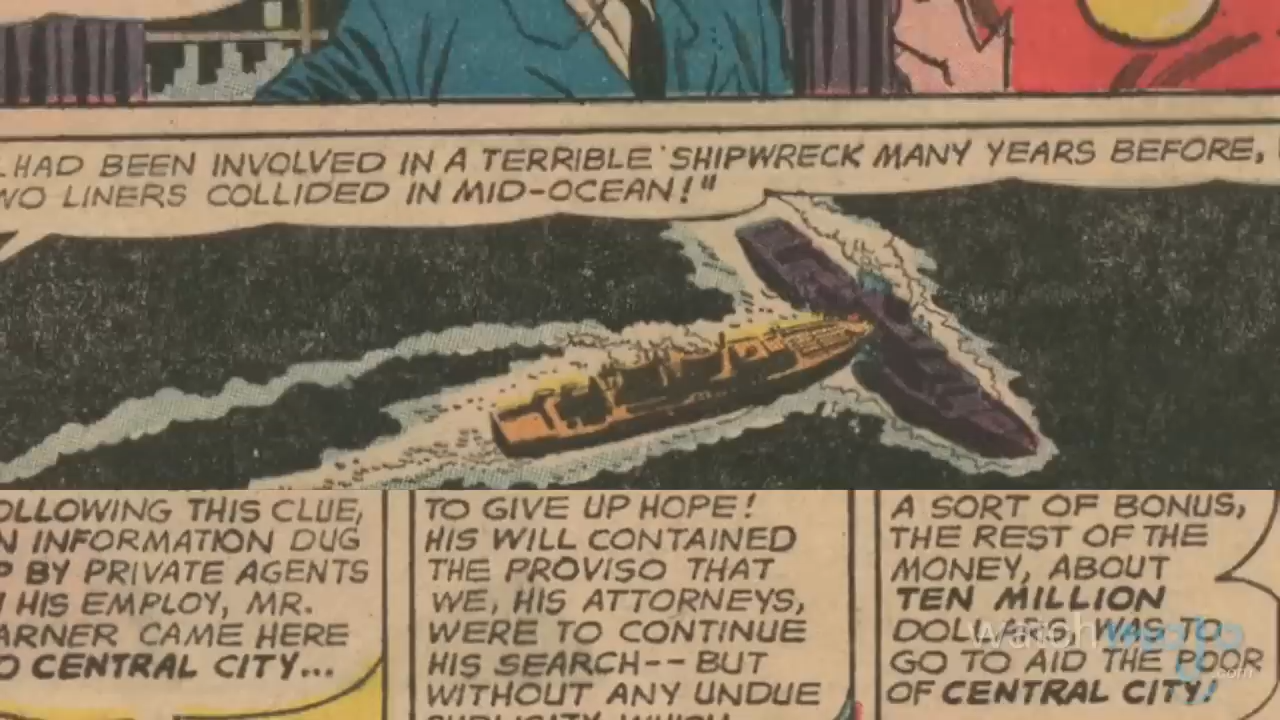 HAD BEEN INVOLVED IN A TERRIBLE SHIPWRECK MANY YEARS BEFORE,
LINERS COLLIDED IN MID-OCEAN!"
OLLOWING THIS CLUE,
N INFORMATION DUG
P BY PRIVATE AGENTS
HIS EMPLOY, MR.
ARNER CAME HERE
O CENTRAL CITY...
TO GIVE UP HOPE!
HIS WILL CONTAINED
THE PROVISO THAT
WE, HIS ATTORNEYS,
WERE TO CONTINUE
HIS SEARCH-- BUT
WITHOUT ANY UNDUE
A SORT OF BONUS,
THE REST OF THE
MONEY, ABOUT
TEN MILLION
DOLLARS, WAS TO
GO TO AID THE POOR
OF CENTRAL CITY!
watchmojo
.com